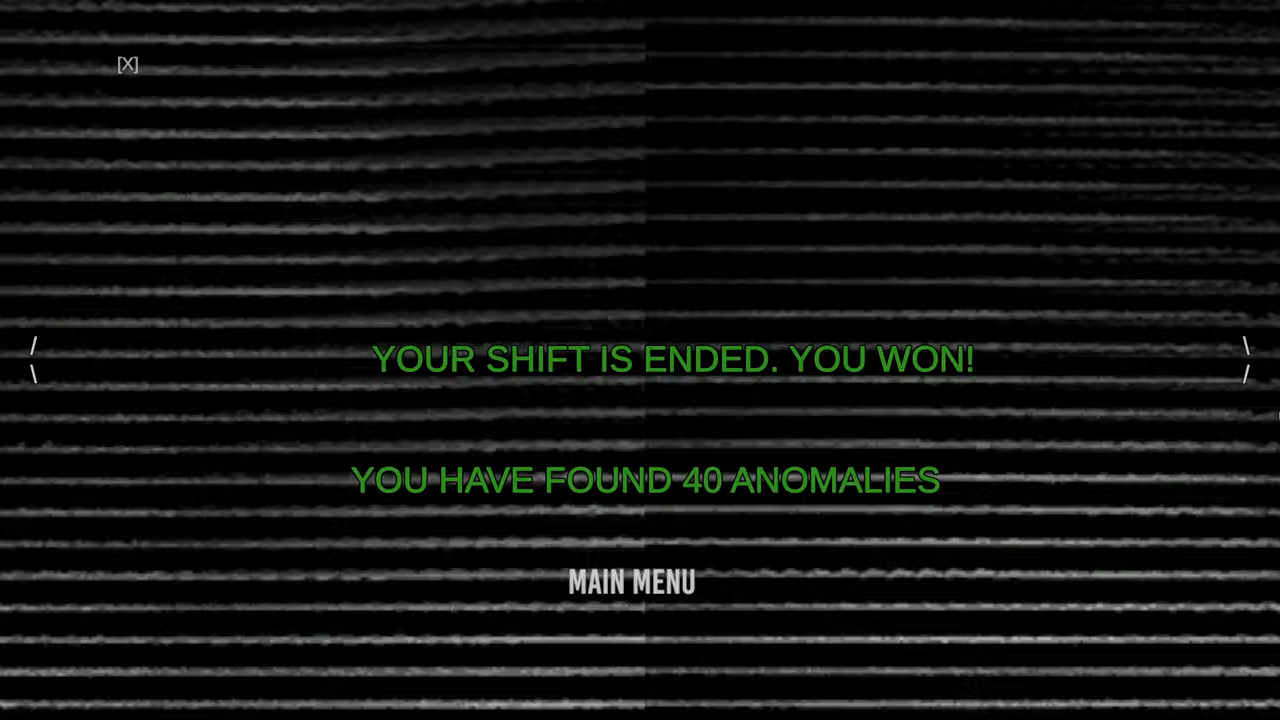 [X]
/ \
YOUR SHIFT IS ENDED. YOU WON!
\ /
YOU HAVE FOUND 40 ANOMALIES
MAIN MENU